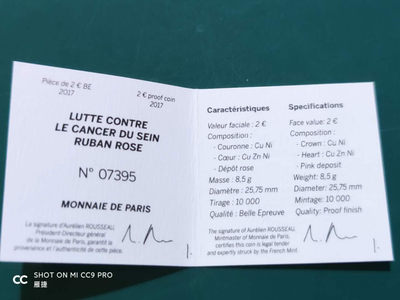 Pièce de 2 € BE
2017
2 € proof coin
2017
LUTTE CONTRE
LE CANCER DU SEIN
RUBAN ROSE
N° 07395
MONNAIE DE PARIS
La signature d'Aurélien ROUSSEAU,
Président Directeur général
de la Monnaie de Paris, garantit la
provenance et l'authenticité de cette pièce.
Caractéristiques
Valeur faciale : 2 €
Composition :
- Couronne : Cu Ni
- Cœur : Cu Zn Ni
- Dépôt rose
Masse : 8,5 g
Diamètre : 25,75 mm
Tirage : 10 000
Qualité : Belle Epreuve
Specifications
Face value: 2 €
Composition :
- Crown : Cu Ni
- Heart : Cu Zn Ni
- Pink deposit
Weight: 8,5 g
Diameter: 25,75 mm
Mintage: 10 000
Quality: Proof finish
The signature of Aurélien ROUSSEAU,
Mintmaster of Monnaie de Paris,
certifies this coin is legal tender
and expertly struck by the French Mint.
SHOT ON MI CC9 PRO
雁捷